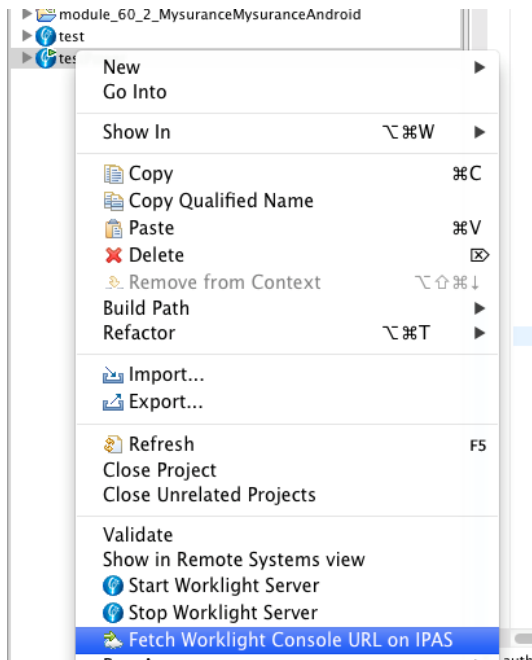 module_60_2_MysuranceMysuranceAndroid
test
tes
New
Go Into
Show In ⌥⌘W
Copy ⌘C
Copy Qualified Name
Paste ⌘V
Delete ⌦
Remove from Context ⌥⇧⌘↓
Build Path
Refactor ⌥⌘T
Import...
Export...
Refresh F5
Close Project
Close Unrelated Projects
Validate
Show in Remote Systems view
Start Worklight Server
Stop Worklight Server
Fetch Worklight Console URL on IPAS